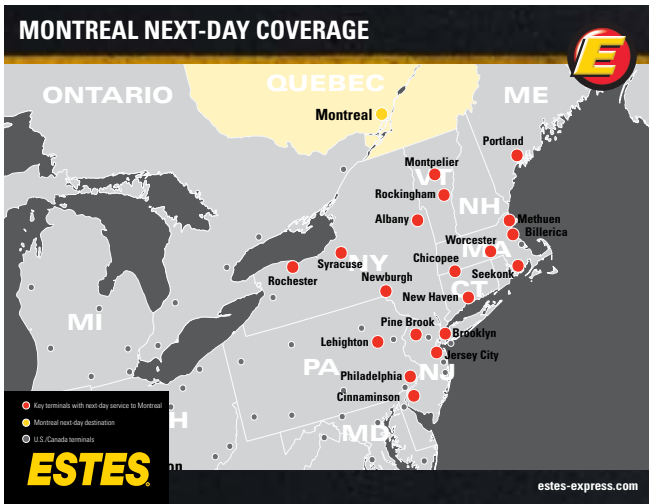 MONTREAL NEXT-DAY COVERAGE
E
ONTARIO
QUEBEC
ME
Montreal
Portland
Montpelier
VT
Rockingham
NH
Albany
Methuen
Billerica
Worcester
MA
Syracuse
NY
Chicopee
Seekonk
Rochester
Newburgh
CT
New Haven
MI
Pine Brook
Brooklyn
Lehighton
Jersey City
PA
Philadelphia
NJ
Cinnaminson
H
MD
Key terminals with next-day service to Montreal
Montreal next-day destination
U.S./Canada terminals
ESTES
on
estes-express.com